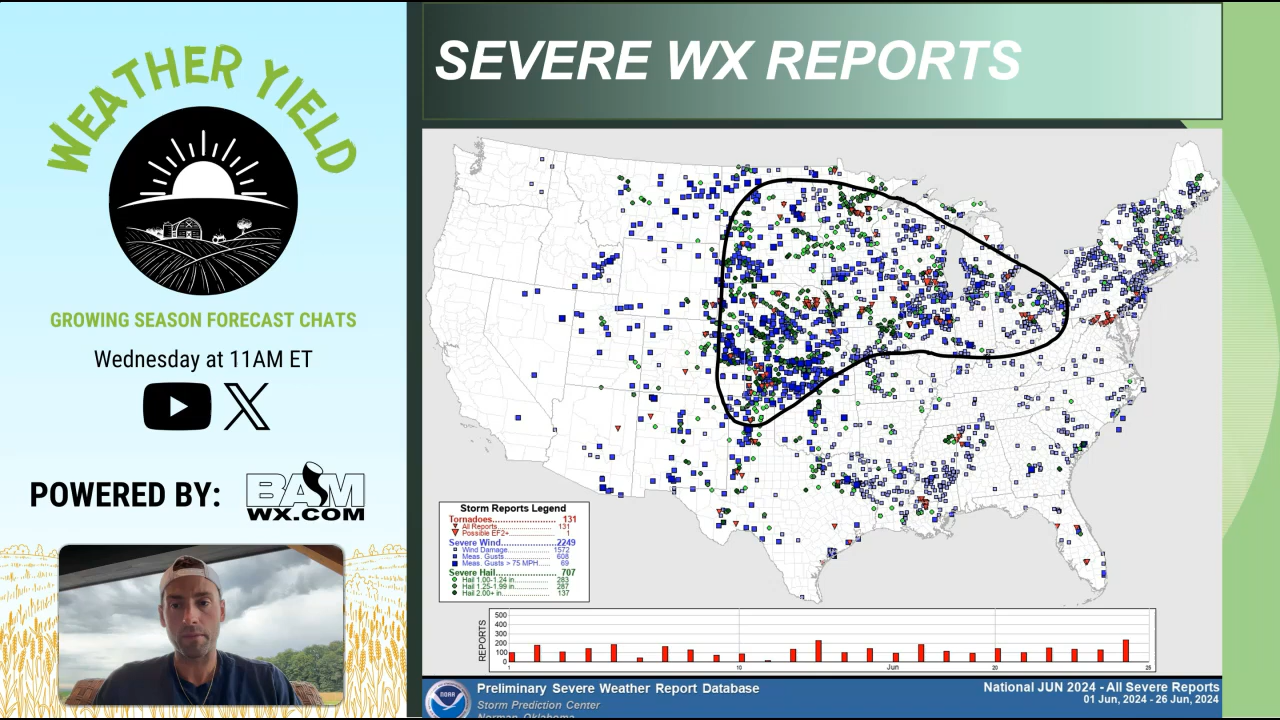 WEATHER YIELD
GROWING SEASON FORECAST CHATS
Wednesday at 11AM ET
POWERED BY:
BAM
WX.COM
SEVERE WX REPORTS
Storm Reports Legend
Tornadoes.............................. 131
All Reports................ 131
Possible EF2+............ 1
Severe Wind......................2249
Wind Damage............... 1572
Meas. Gusts.................. 608
Meas. Gusts > 75 MPH...... 69
Severe Hail....................... 707
Hail 1.00-1.24 in............. 283
Hail 1.25-1.99 in............. 287
Hail 2.00+ in.................. 137
REPORTS
500
400
300
200
100
0
1
10
Jun
20
25
NOAA
Preliminary Severe Weather Report Database
Storm Prediction Center
Norman, Oklahoma
National JUN 2024 - All Severe Reports
01 Jun, 2024 - 26 Jun, 2024